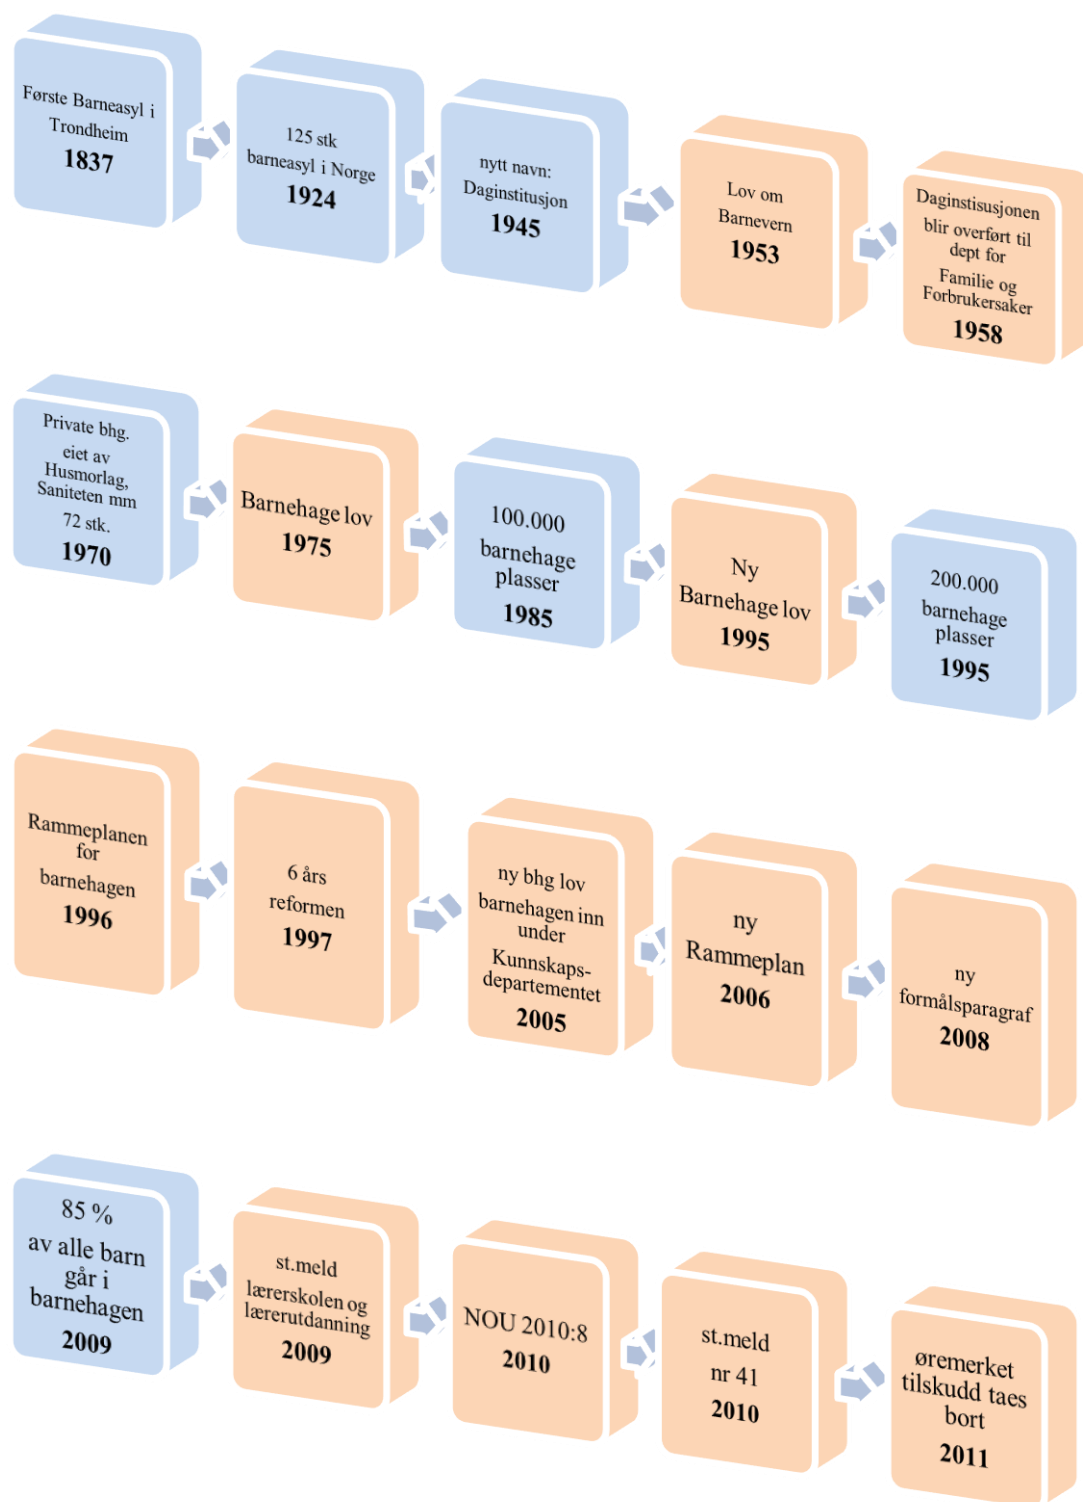 Første Barneasyl i
Trondheim
1837
125 stk
barneasyl i Norge
1924
nytt navn:
Daginstitusjon
1945
Lov om
Barnevern
1953
Daginstisusjonen
blir overført til
dept for
Familie og
Forbrukersaker
1958
Private bhg.
eiet av
Husmorlag,
Saniteten mm
72 stk.
1970
Barnehage lov
1975
100.000
barnehage
plasser
1985
Ny
Barnehage lov
1995
200.000
barnehage
plasser
1995
Rammeplanen
for
barnehagen
1996
6 års
reformen
1997
ny bhg lov
barnehagen inn
under
Kunnskaps-
departementet
2005
ny
Rammeplan
2006
ny
formålsparagraf
2008
85 %
av alle barn
går i
barnehagen
2009
st.meld
lærerskolen og
lærerutdanning
2009
NOU 2010:8
2010
st.meld
nr 41
2010
øremerket
tilskudd taes
bort
2011